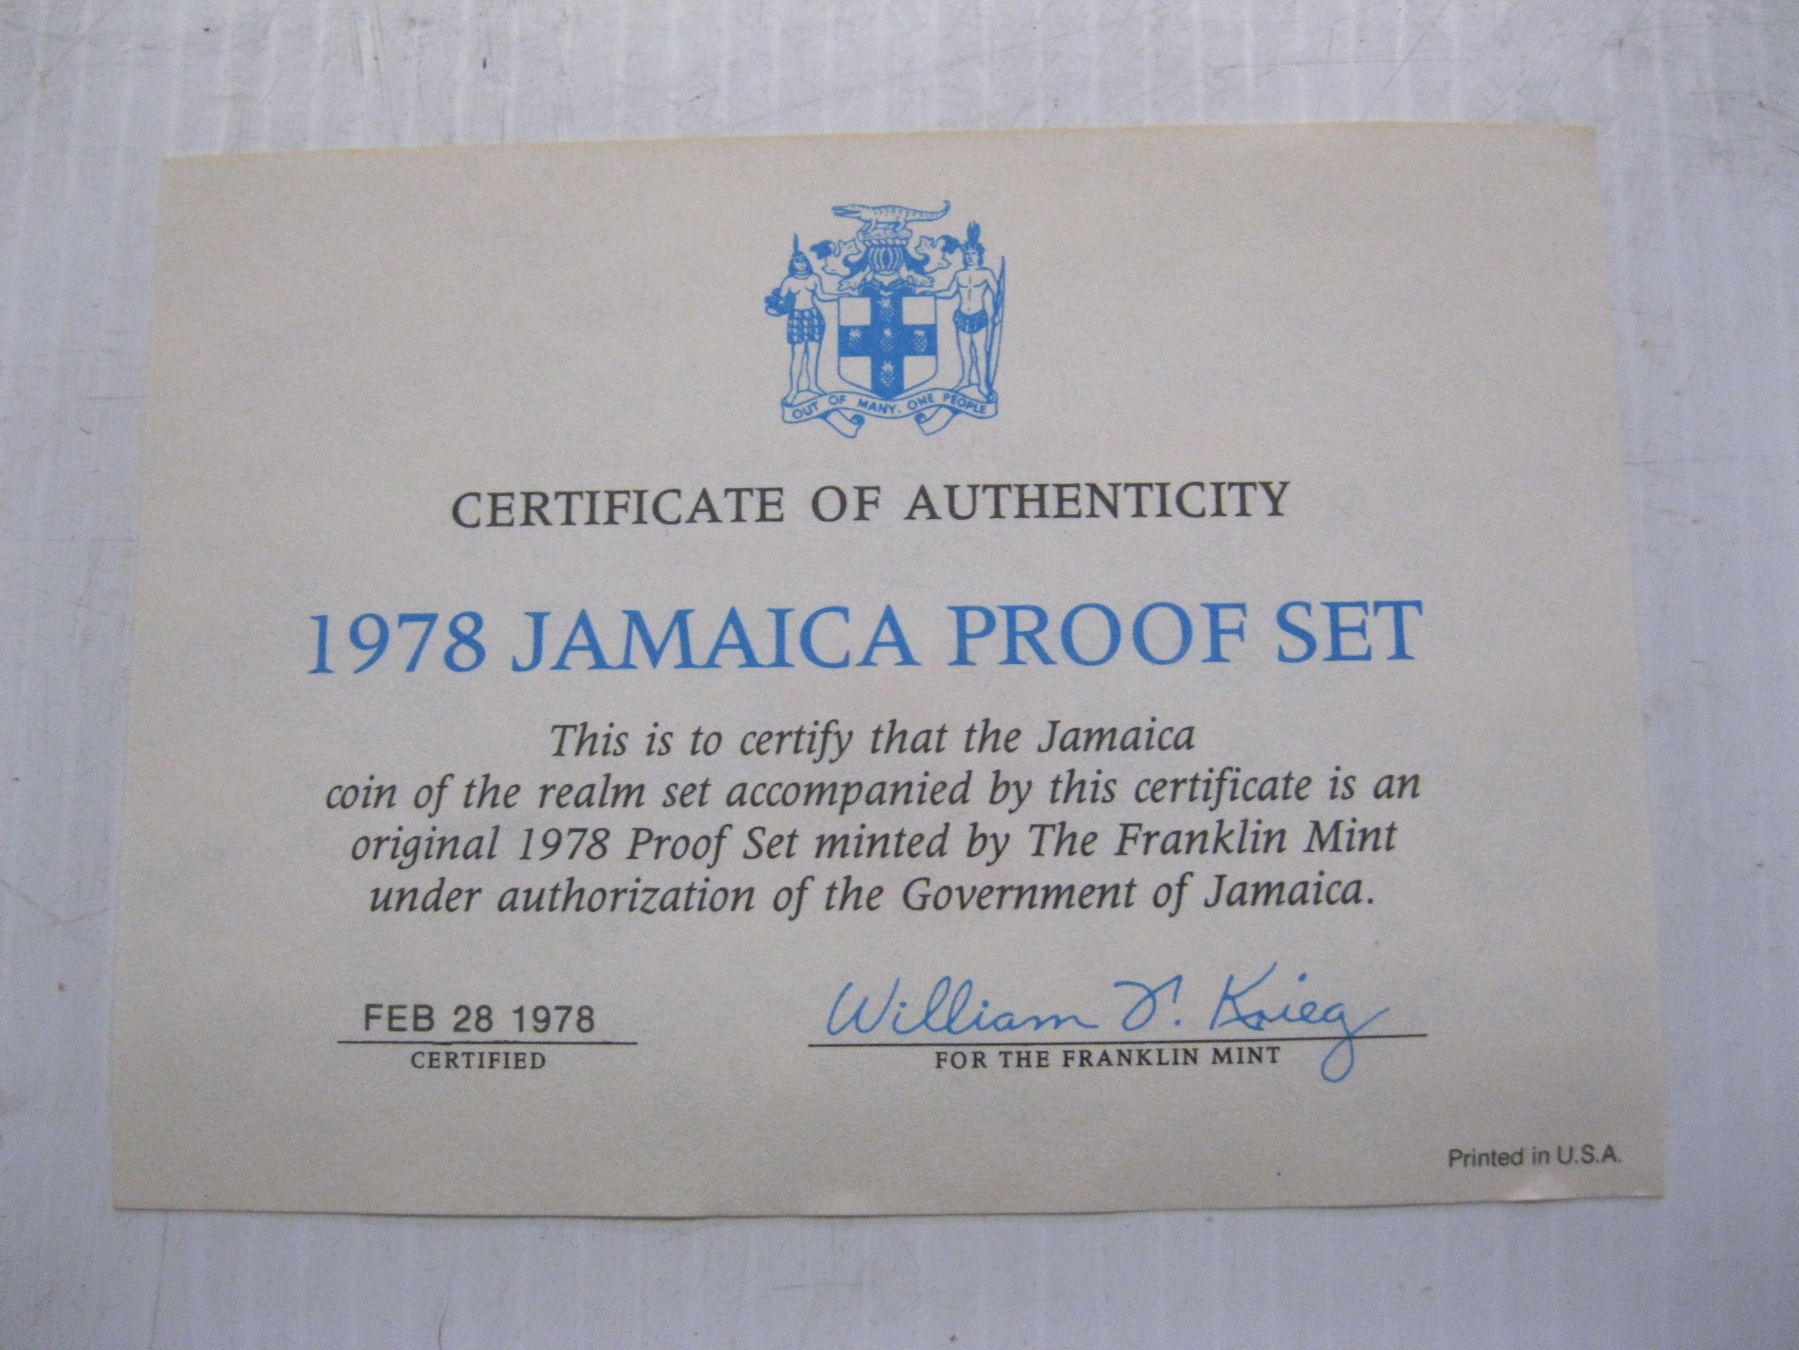 OUT OF MANY, ONE PEOPLE
CERTIFICATE OF AUTHENTICITY
1978 JAMAICA PROOF SET
This is to certify that the Jamaica
coin of the realm set accompanied by this certificate is an
original 1978 Proof Set minted by The Franklin Mint
under authorization of the Government of Jamaica.
FEB 28 1978
CERTIFIED
William T. Krieg
FOR THE FRANKLIN MINT
Printed in U.S.A.